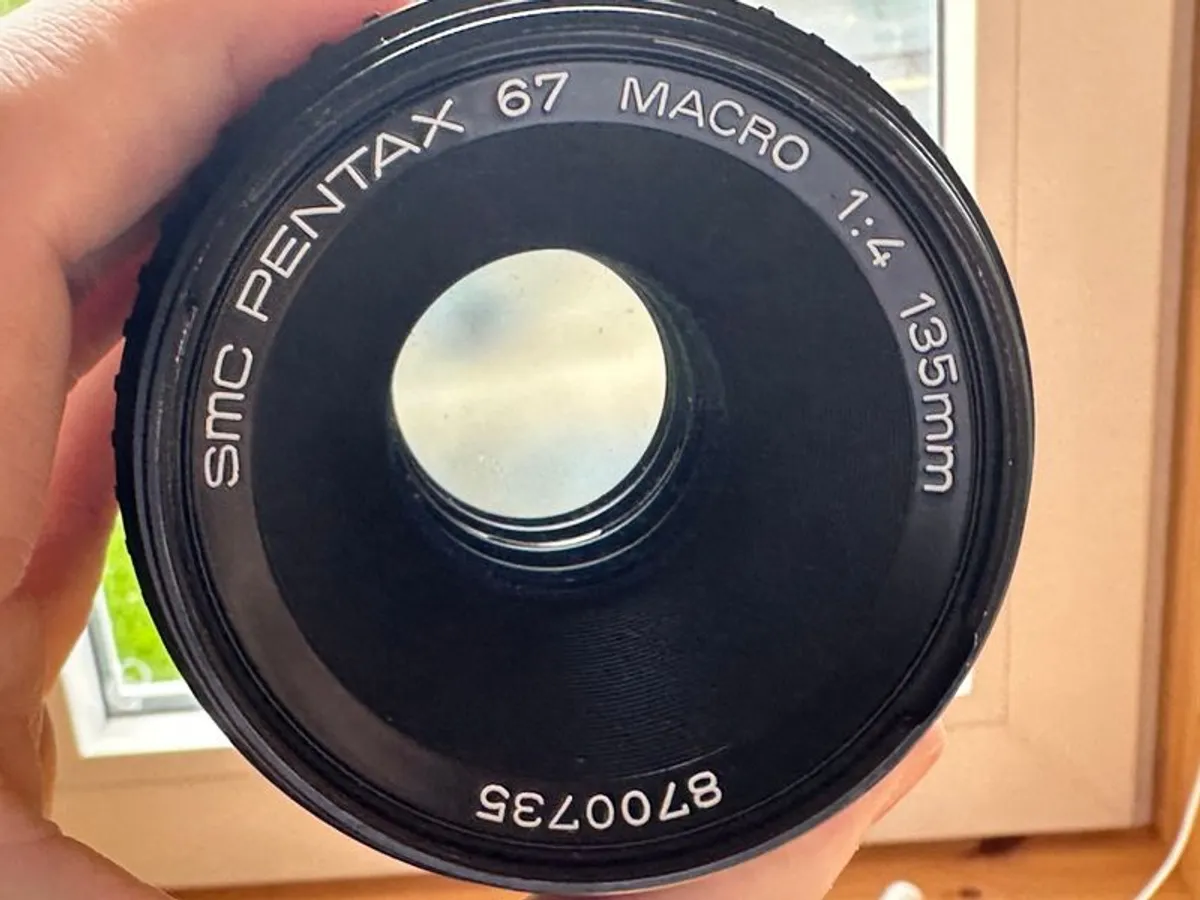 smc PENTAX 67 MACRO 1:4 135mm
8700735